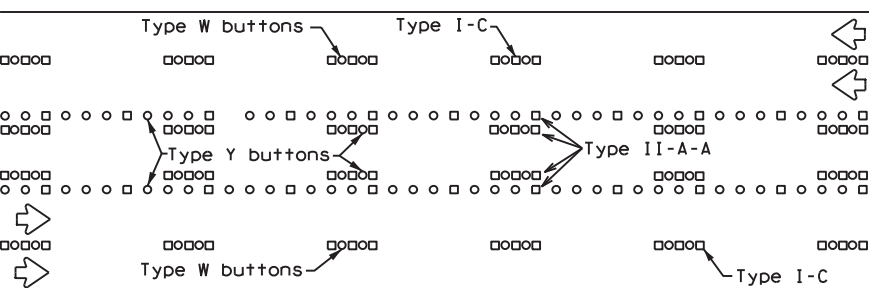 Type W buttons
Type I-C
Type Y buttons
Type II-A-A
Type W buttons
Type I-C